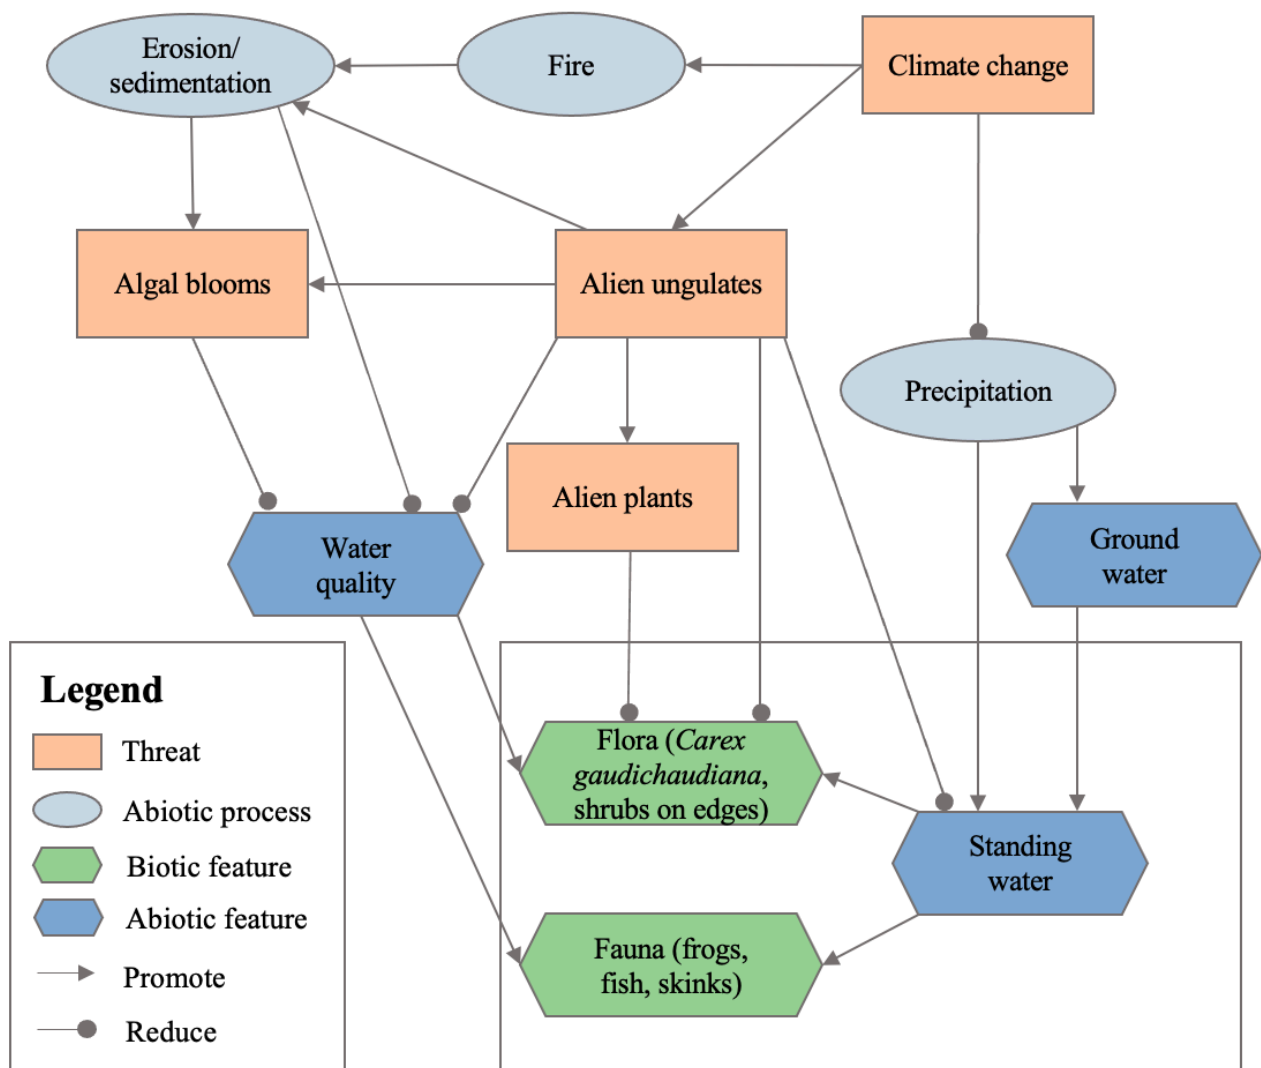 Erosion/
sedimentation
Fire
Climate change
Algal blooms
Alien ungulates
Precipitation
Alien plants
Water
quality
Ground
water
Flora (Carex
gaudichaudiana,
shrubs on edges)
Standing
water
Fauna (frogs,
fish, skinks)
Legend
Threat
Abiotic process
Biotic feature
Abiotic feature
Promote
Reduce